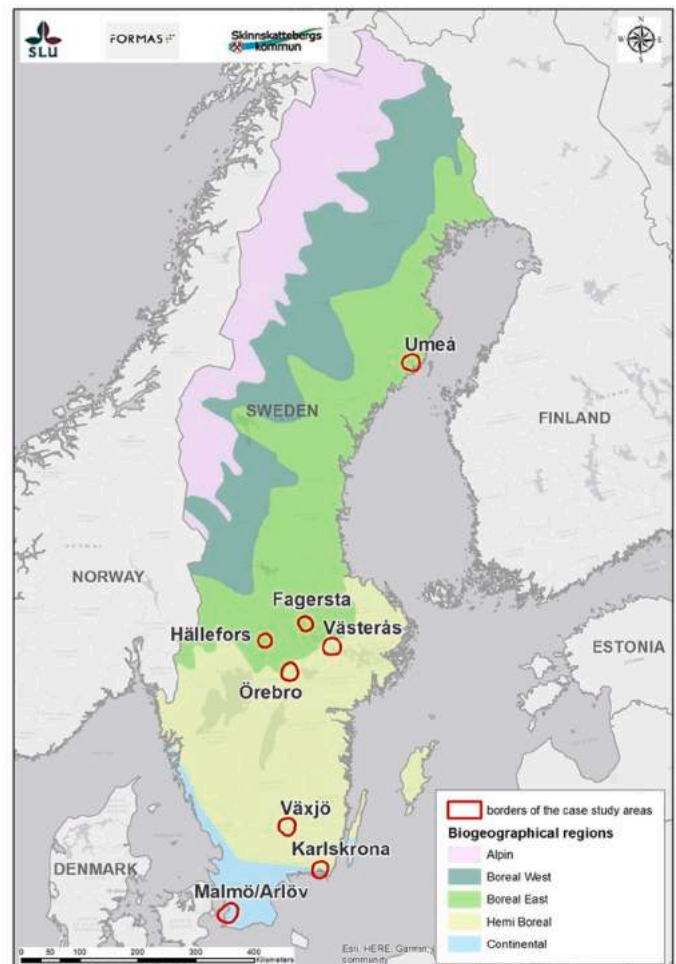 SLU
FORMAS
Skinnskattebergs
kommun
N
W
E
S
Umeå
SWEDEN
FINLAND
NORWAY
Fagersta
Hällefors
Västerås
ESTONIA
Örebro
Växjö
Karlskrona
DENMARK
Malmö/Arlöv
borders of the case study areas
Biogeographical regions
Alpin
Boreal West
Boreal East
Hemi Boreal
Continental
0 50 100 200 300 400
Kilometers
Esri, HERE, Garmin, (
community